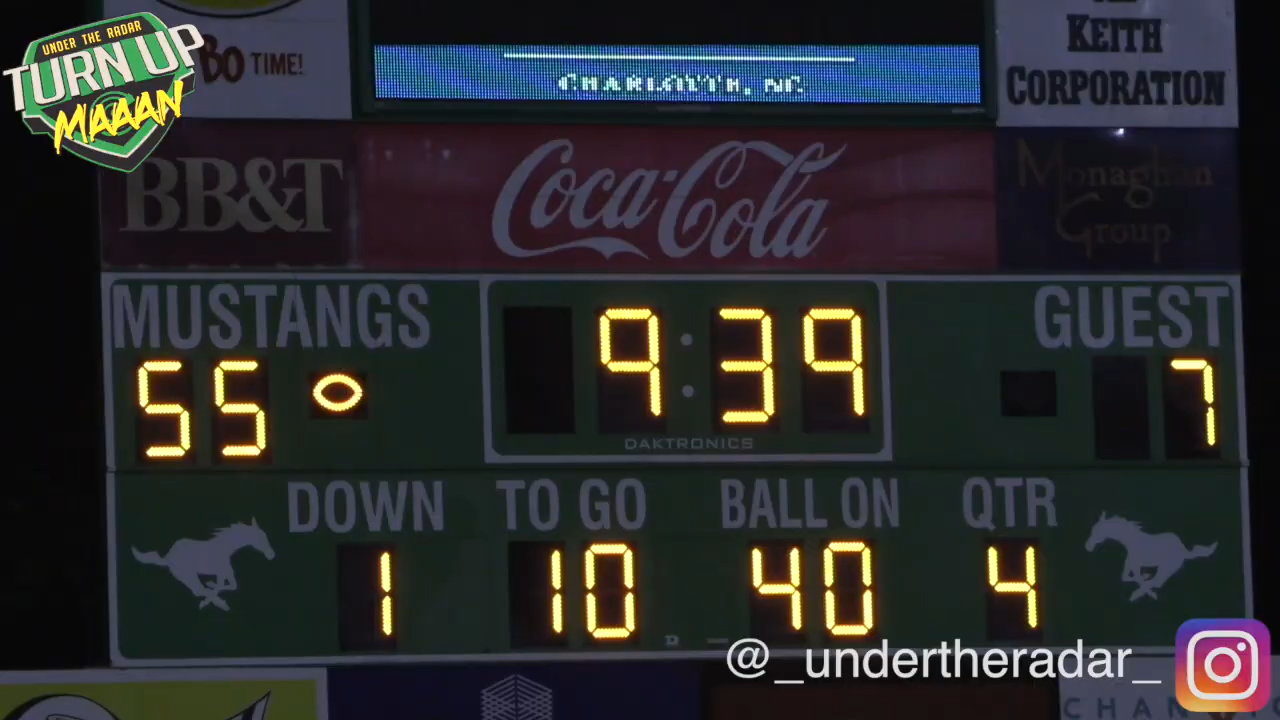 UNDER THE RADAR
TURN UP
MAAAN
BO TIME!
CHARLOTTE, NC
KEITH
CORPORATION
BB&T
Coca-Cola
Monaghan
Group
MUSTANGS
9:39
GUEST
55
7
DAKTRONICS
DOWN
TO GO
BALL ON
QTR
1
10
40
4
@_undertheradar_